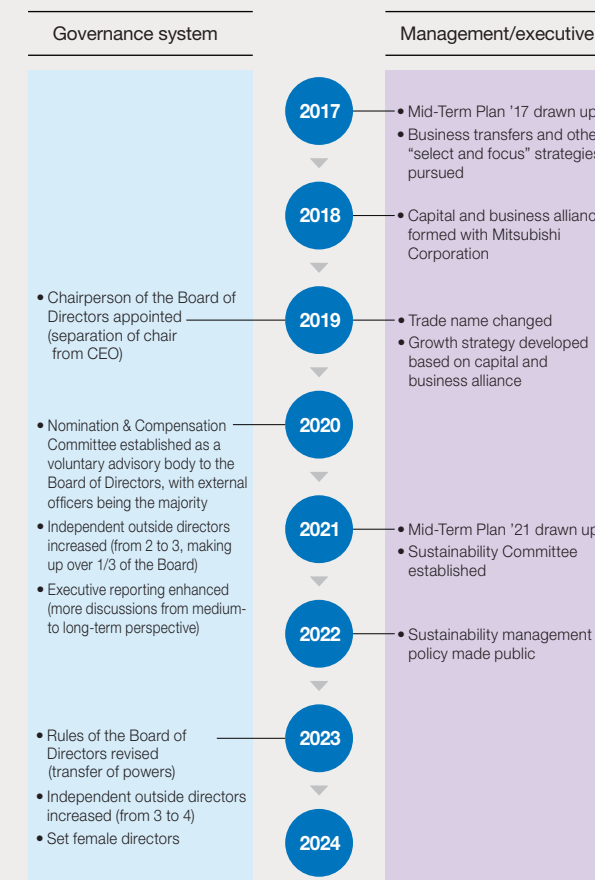 Governance system
Management/executive
2017
• Mid-Term Plan '17 drawn up
• Business transfers and othe
“select and focus” strategies
pursued
2018
• Capital and business allianc
formed with Mitsubishi
Corporation
• Chairperson of the Board of
Directors appointed
(separation of chair
from CEO)
2019
• Trade name changed
• Growth strategy developed
based on capital and
business alliance
• Nomination & Compensation
Committee established as a
voluntary advisory body to the
Board of Directors, with external
officers being the majority
• Independent outside directors
increased (from 2 to 3, making
up over 1/3 of the Board)
• Executive reporting enhanced
(more discussions from medium-
to long-term perspective)
2020
2021
• Mid-Term Plan '21 drawn up
• Sustainability Committee
established
2022
• Sustainability management
policy made public
• Rules of the Board of
Directors revised
(transfer of powers)
• Independent outside directors
increased (from 3 to 4)
• Set female directors
2023
2024